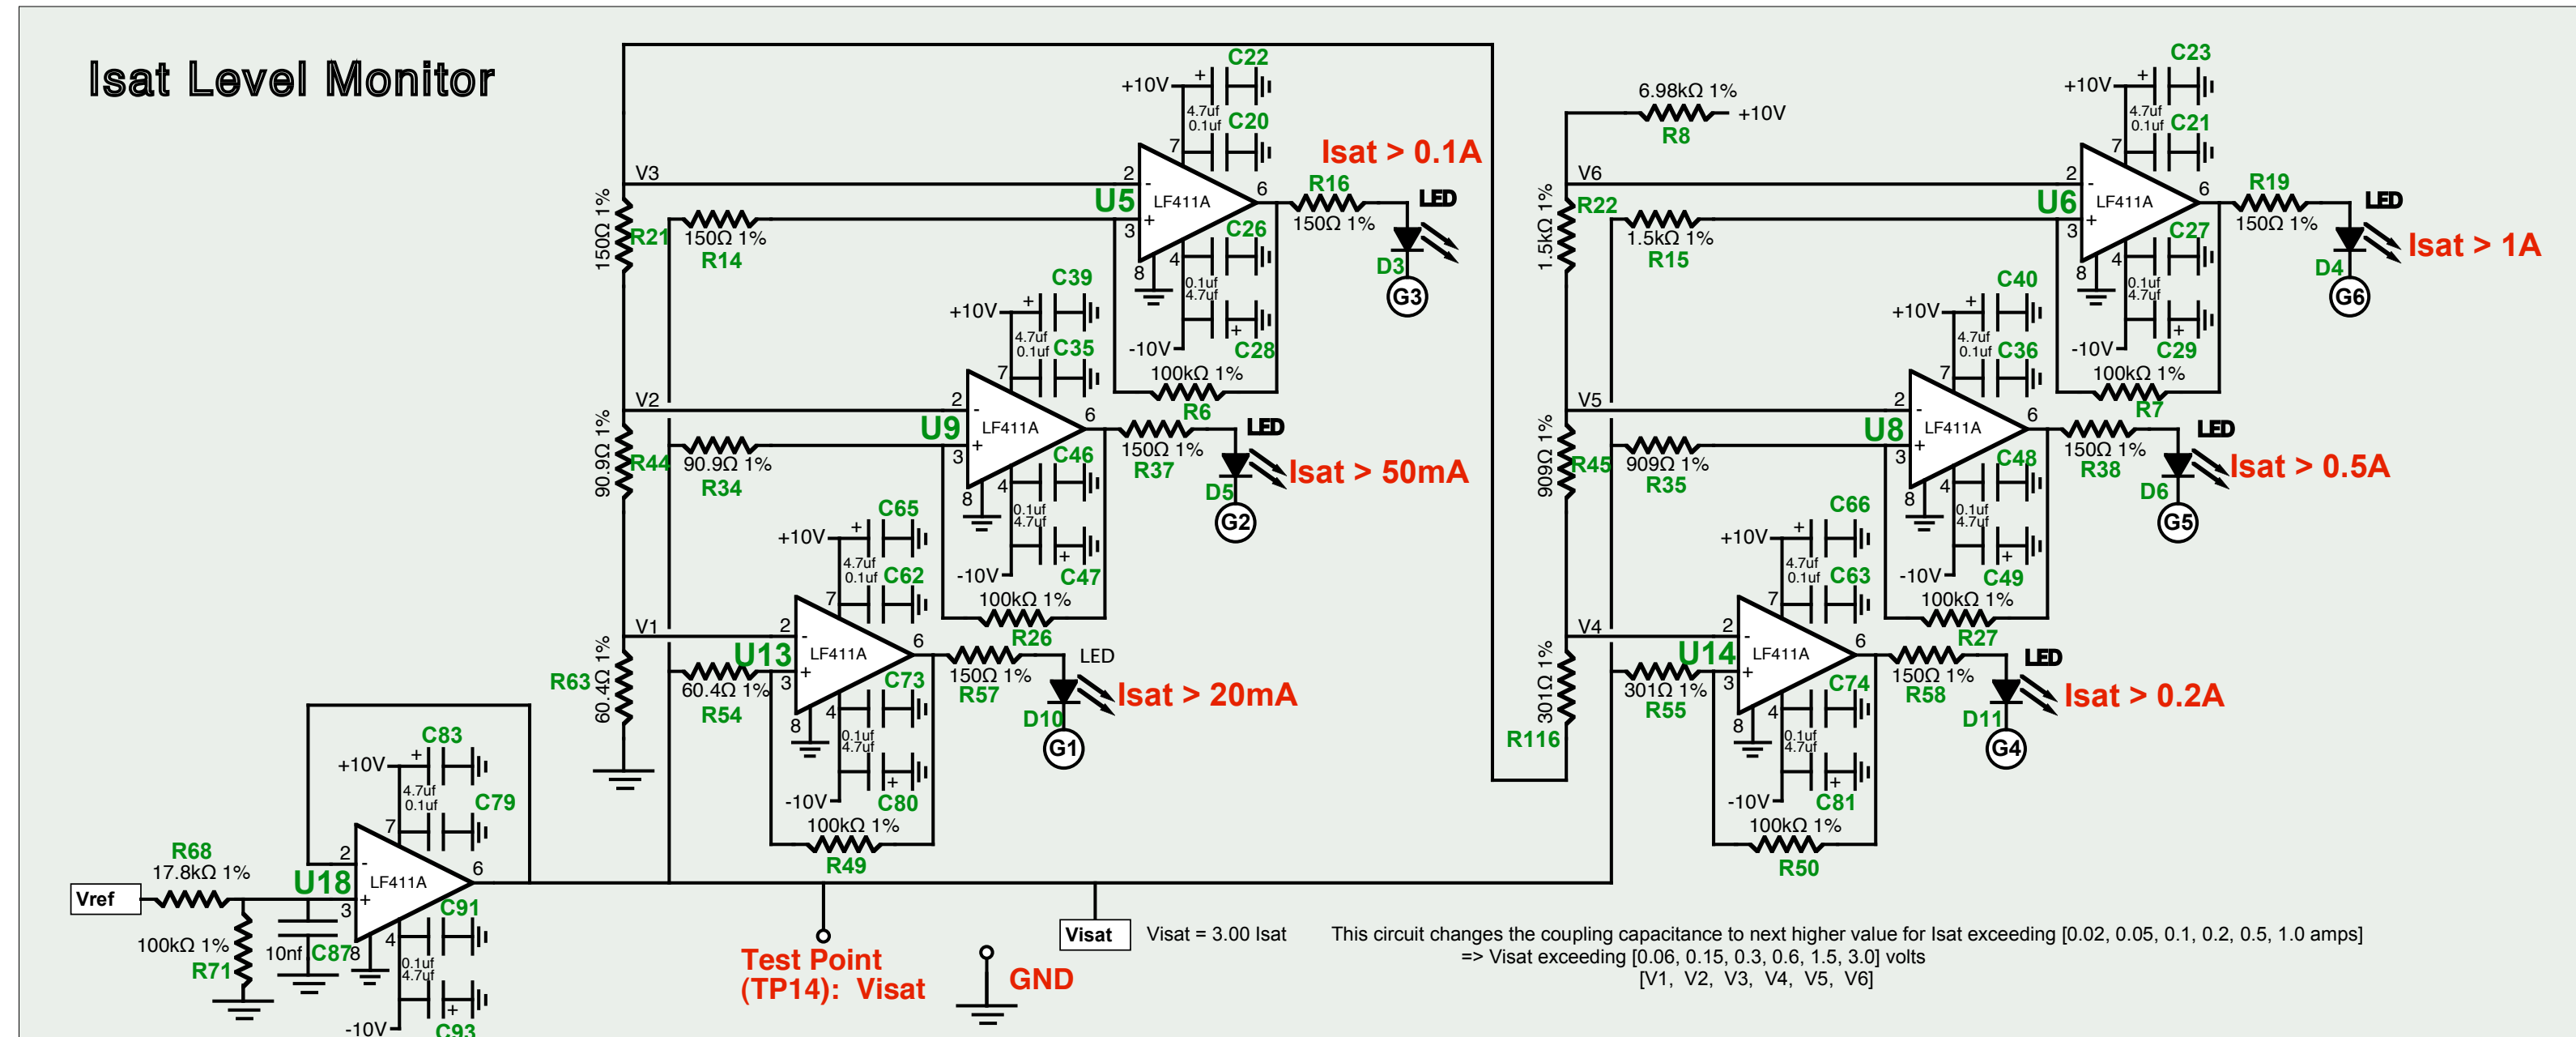 Isat Level Monitor
C22
+10V
+
4.7uf
0.1uf
C20
7
V3
2
-
U5
LF411A
6
+
3
150Ω 1%
R21
150Ω 1%
R14
8
4
C26
0.1uf
4.7uf
+
-10V
C28
100kΩ 1%
R6
R16
150Ω 1%
Isat > 0.1A
LED
D3
G3
C39
+10V
+
4.7uf
0.1uf
C35
7
V2
2
-
U9
LF411A
6
+
3
90.9Ω 1%
R44
90.9Ω 1%
R34
8
4
C46
0.1uf
4.7uf
+
-10V
C47
100kΩ 1%
R26
150Ω 1%
R37
LED
D5
Isat > 50mA
G2
C65
+10V
+
4.7uf
0.1uf
C62
7
V1
2
-
U13
LF411A
6
+
3
R63
60.4Ω 1%
60.4Ω 1%
R54
8
4
C73
0.1uf
4.7uf
+
-10V
C80
100kΩ 1%
R49
150Ω 1%
R57
LED
D10
Isat > 20mA
G1
C83
+10V
+
4.7uf
0.1uf
C79
7
R68
17.8kΩ 1%
Vref
2
-
U18
LF411A
6
+
3
100kΩ 1%
R71
10nf
C87
8
4
C91
0.1uf
4.7uf
+
-10V
C93
6.98kΩ 1%
+10V
R8
C23
+10V
+
4.7uf
0.1uf
C21
7
V6
2
-
U6
LF411A
6
+
3
1.5kΩ 1%
R22
1.5kΩ 1%
R15
8
4
C27
0.1uf
4.7uf
+
-10V
C29
100kΩ 1%
R7
R19
150Ω 1%
LED
D4
Isat > 1A
G6
C40
+10V
+
4.7uf
0.1uf
C36
7
V5
2
-
U8
LF411A
6
+
3
909Ω 1%
R45
909Ω 1%
R35
8
4
C48
0.1uf
4.7uf
+
-10V
C49
100kΩ 1%
R27
150Ω 1%
R38
LED
D6
Isat > 0.5A
G5
C66
+10V
+
4.7uf
0.1uf
C63
7
V4
2
-
U14
LF411A
6
+
3
301Ω 1%
R116
301Ω 1%
R55
8
4
C74
0.1uf
4.7uf
+
-10V
C81
100kΩ 1%
R50
150Ω 1%
R58
LED
D11
Isat > 0.2A
G4
Test Point
(TP14): Visat
GND
Visat
Visat = 3.00 Isat
This circuit changes the coupling capacitance to next higher value for Isat exceeding [0.02, 0.05, 0.1, 0.2, 0.5, 1.0 amps]
=> Visat exceeding [0.06, 0.15, 0.3, 0.6, 1.5, 3.0] volts
[V1, V2, V3, V4, V5, V6]